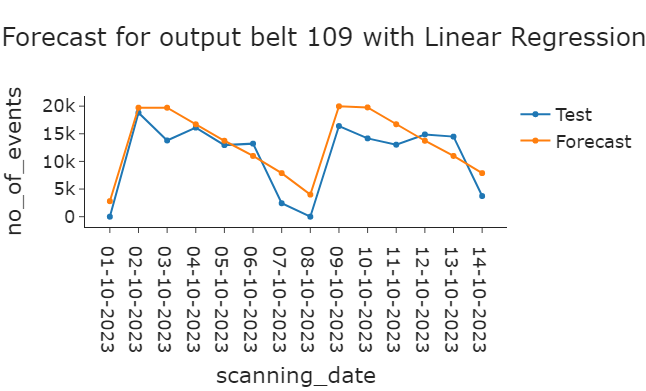 Forecast for output belt 109 with Linear Regression
no_of_events
20k
15k
10k
5k
0
Test
Forecast
01-10-2023
02-10-2023
03-10-2023
04-10-2023
05-10-2023
06-10-2023
07-10-2023
08-10-2023
09-10-2023
10-10-2023
11-10-2023
12-10-2023
13-10-2023
14-10-2023
scanning_date